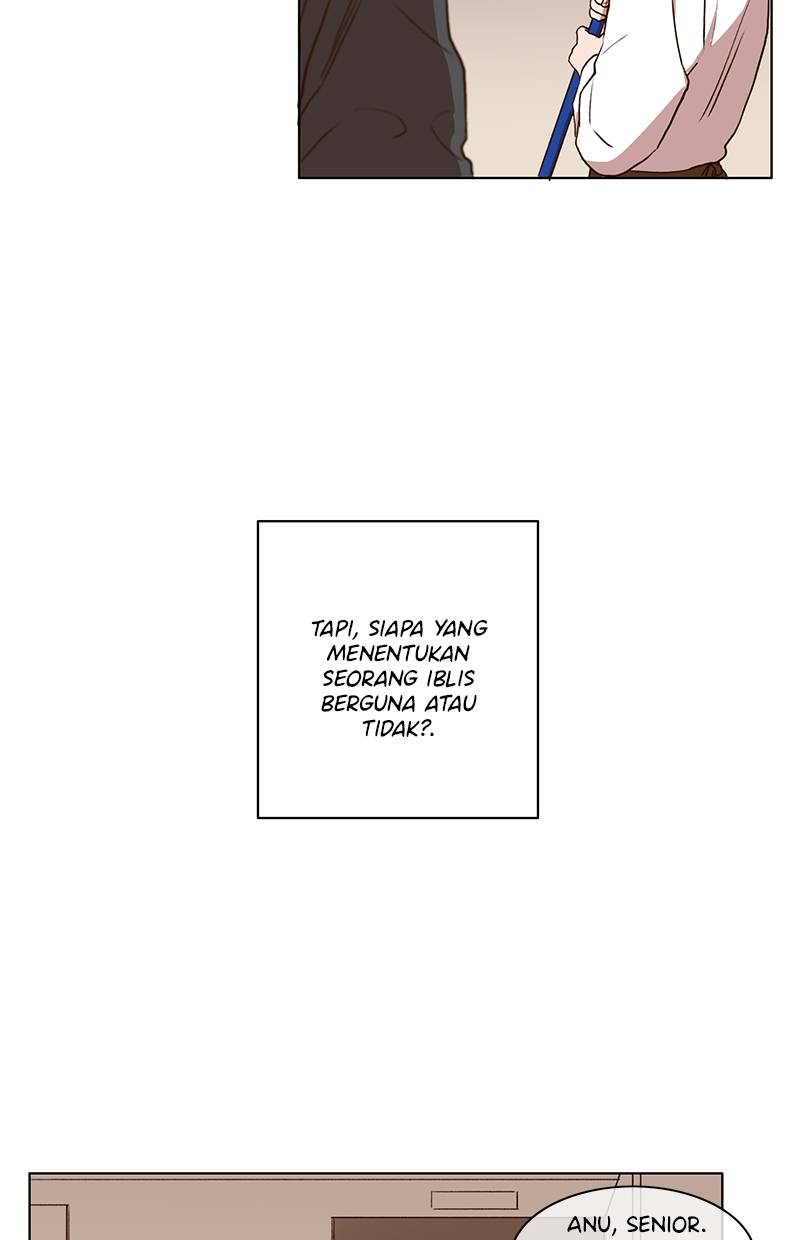 TAPI, SIAPA YANG
MENENTUKAN
SEORANG IBLIS
BERGUNA ATAU
TIDAK?.
ANU, SENIOR.